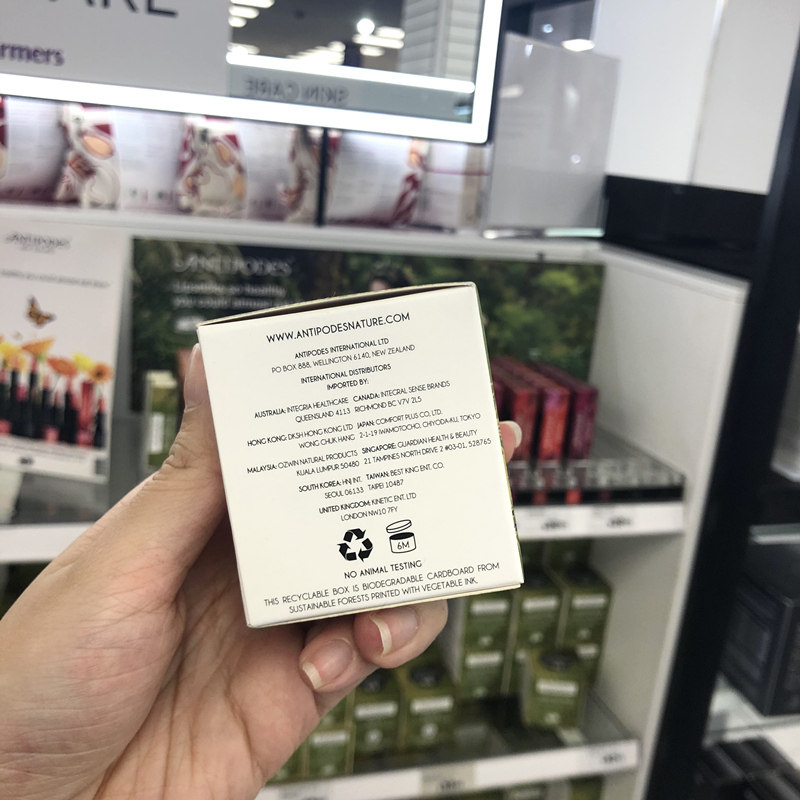 ARE
rmers
SKIN CARE
ANTIPODES
ANTIPODES
WWW.ANTIPODESNATURE.COM
ANTIPODES INTERNATIONAL LTD
PO BOX 888, WELLINGTON 6140, NEW ZEALAND
INTERNATIONAL DISTRIBUTORS
IMPORTED BY:
AUSTRALIA: INTEGRIA HEALTHCARE CANADA: INTEGRAL SENSE BRANDS
QUEENSLAND 4113 RICHMOND BC V7V 2L5
HONG KONG: DKSH HONG KONG LTD JAPAN: COMFORT PLUS CO, LTD.
WONG CHUK HANG 2-1-19 IWAMOTOCHO, CHIYODA-KU, TOKYO
MALAYSIA: OZWIN NATURAL PRODUCTS SINGAPORE: GUARDIAN HEALTH & BEAUTY
KUALA LUMPUR 50480 21 TAMPINES NORTH DRIVE 2 #03-01, 528765
SOUTH KOREA: HNJ INT. TAIWAN: BEST KING ENT. CO.
SEOUL 06133 TAIPEI 10487
UNITED KINGDOM: KINETIC ENT. LTD
LONDON NW10 7FY
6M
NO ANIMAL TESTING
THIS RECYCLABLE BOX IS BIODEGRADABLE CARDBOARD FROM
SUSTAINABLE FORESTS PRINTED WITH VEGETABLE INK.